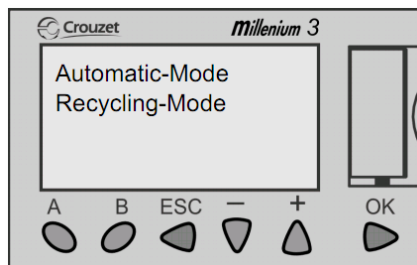 Crouzet millenium 3
Automatic-Mode
Recycling-Mode
A B ESC − + OK